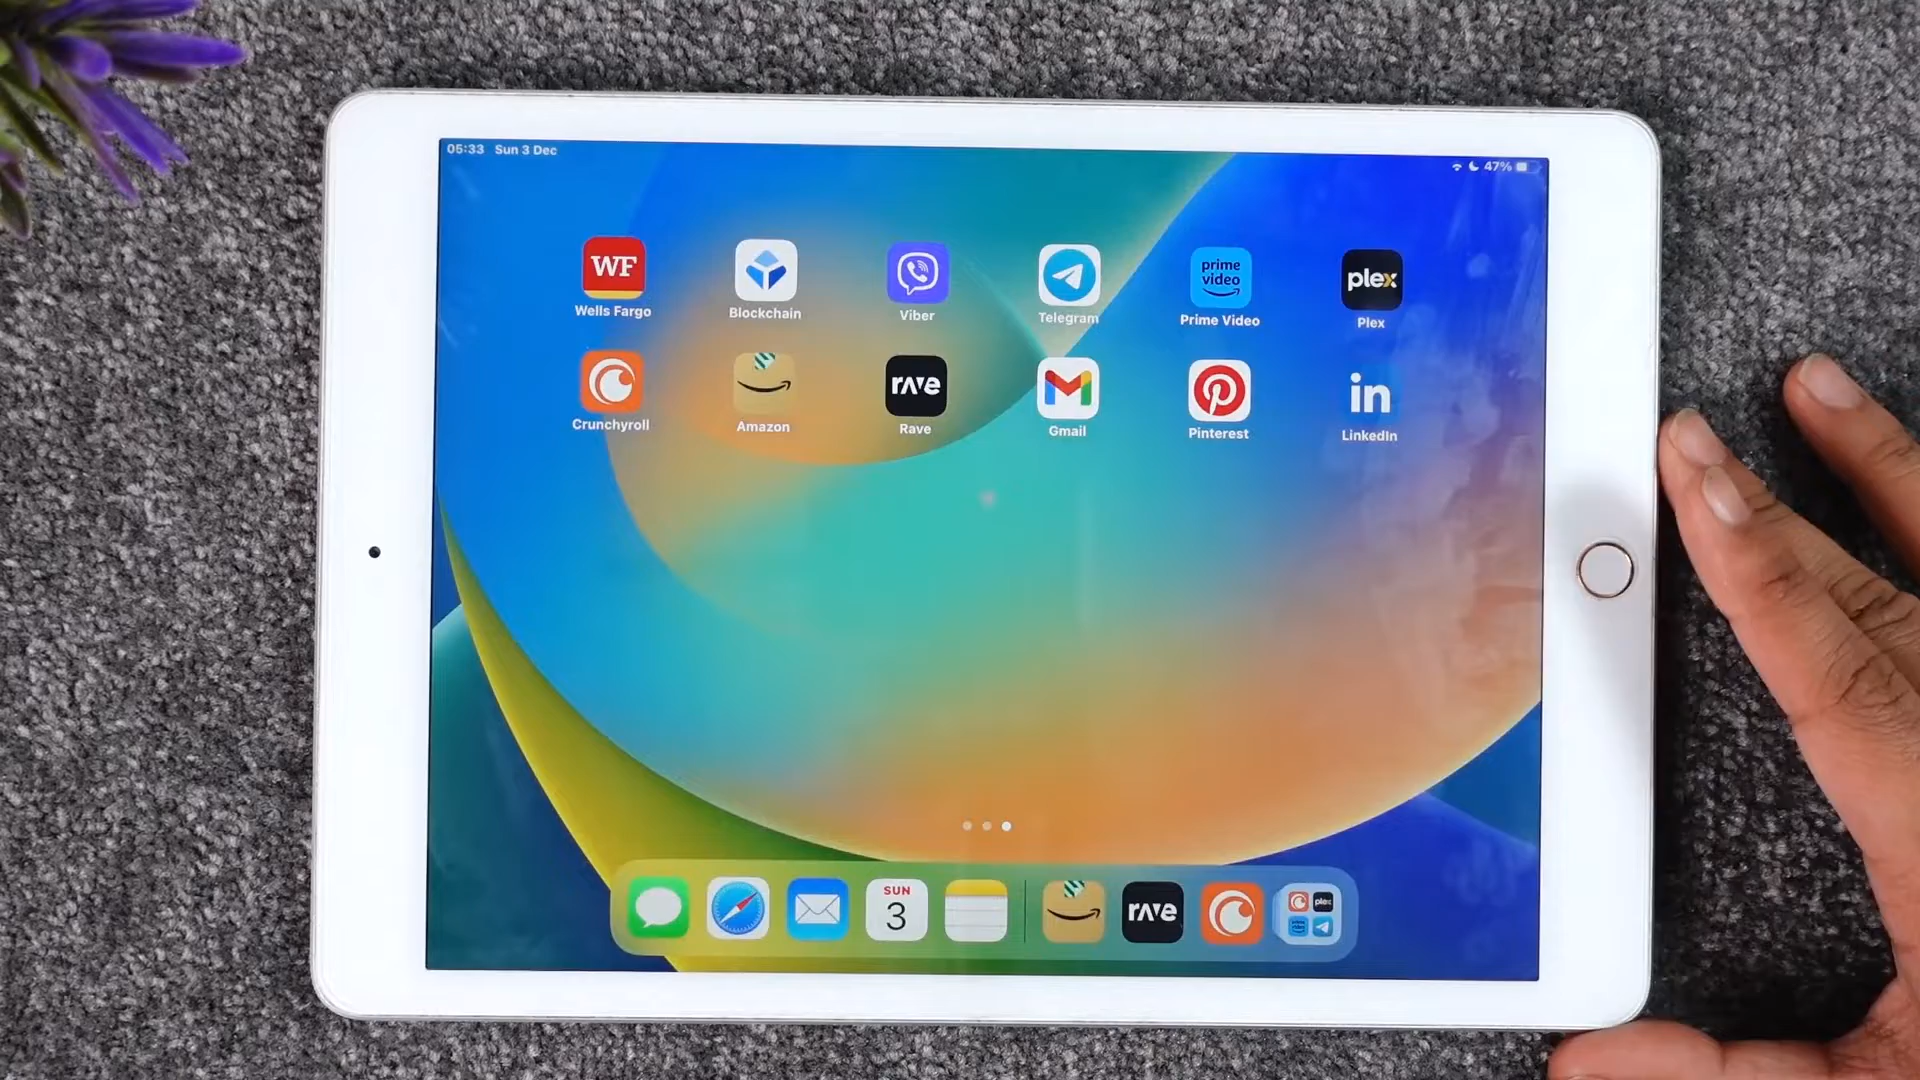 05:33 Sun 3 Dec
47%
WF
prime video
plex
Wells Fargo
Blockchain
Viber
Telegram
Prime Video
Plex
rave
in
Crunchyroll
Amazon
Rave
Gmail
Pinterest
LinkedIn
SUN
3
rave
plex